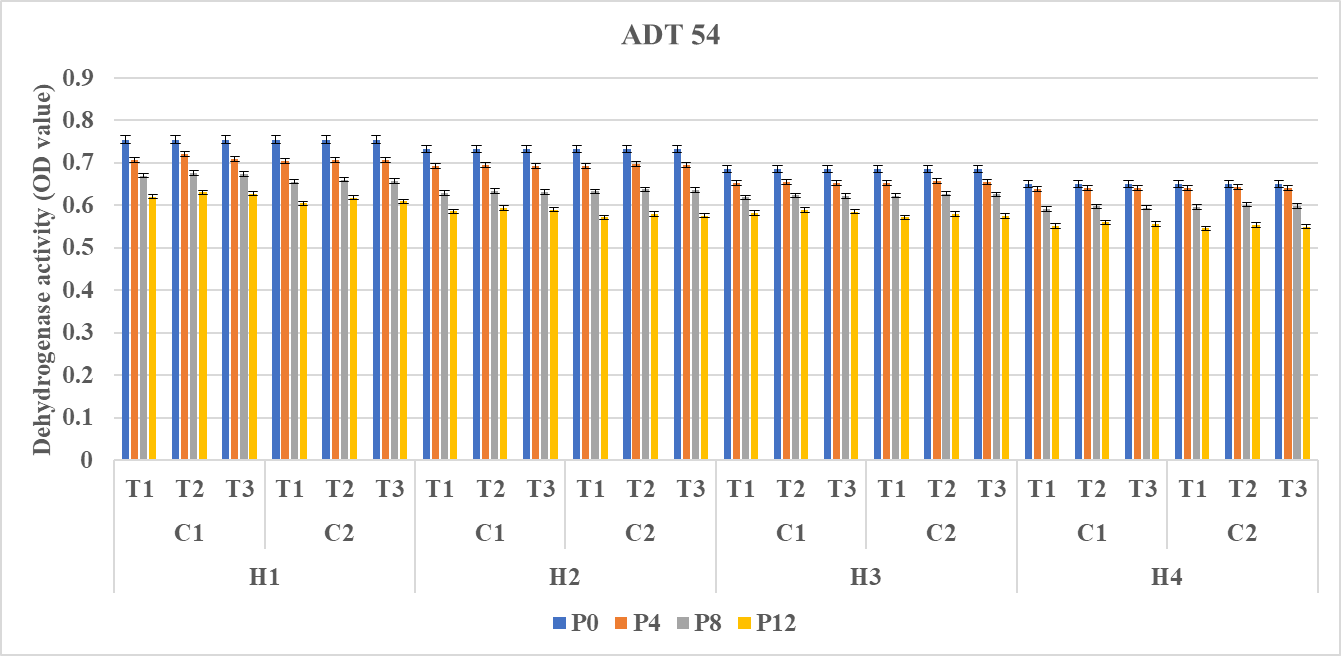 ADT 54
Dehydrogenase activity (OD value)
0.9
0.8
0.7
0.6
0.5
0.4
0.3
0.2
0.1
0
T1 T2 T3 T1 T2 T3 T1 T2 T3 T1 T2 T3 T1 T2 T3 T1 T2 T3 T1 T2 T3 T1 T2 T3
C1 C2 C1 C2 C1 C2 C1 C2
H1 H2 H3 H4
P0 P4 P8 P12